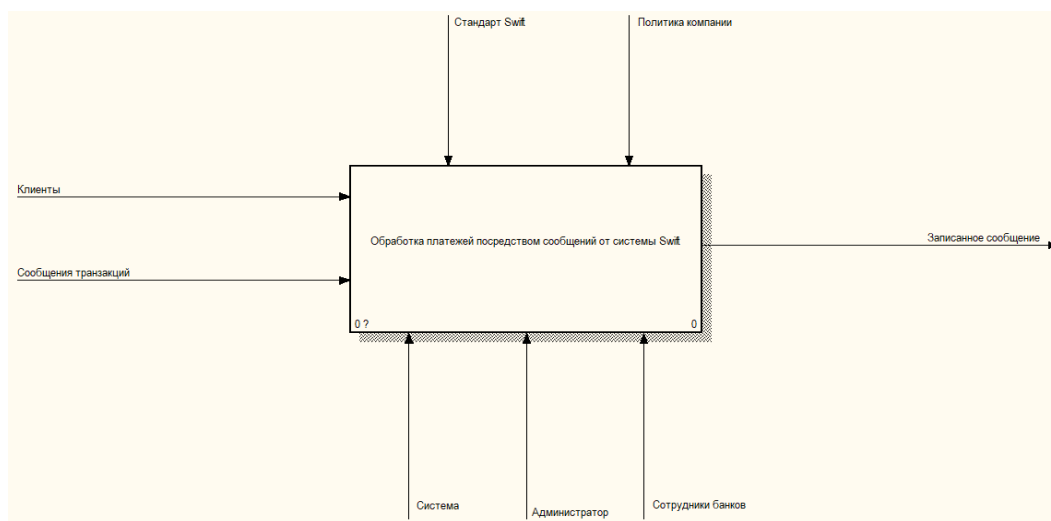 Стандарт Swift
Политика компании
Клиенты
Обработка платежей посредством сообщений от системы Swift
Записанное сообщение
Сообщения транзакций
0 ?
0
Система
Администратор
Сотрудники банков